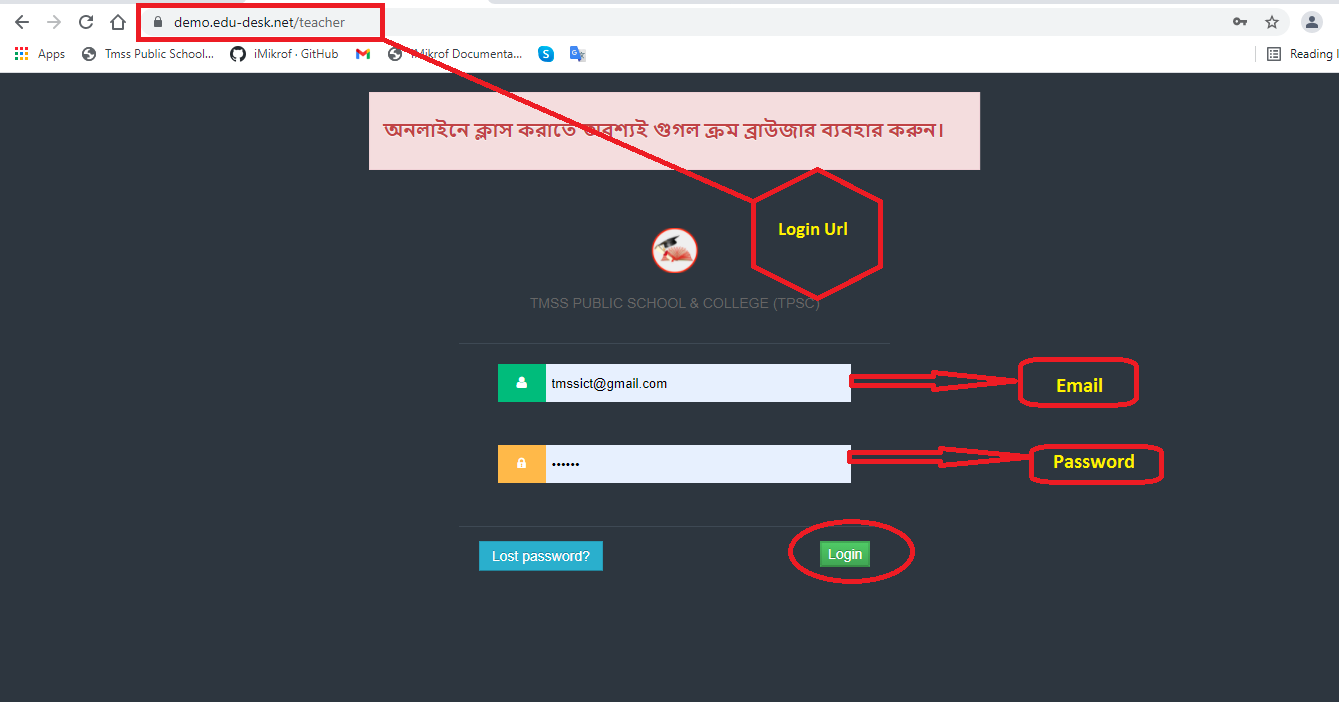 demo.edu-desk.net/teacher
Apps Tmss Public School... iMikrof · GitHub iMikrof Documenta... Reading l
অনলাইনে ক্লাস করাতে অবশ্যই গুগল ক্রম ব্রাউজার ব্যবহার করুন।
Login Url
TMSS PUBLIC SCHOOL & COLLEGE (TPSC)
tmssict@gmail.com
Email
••••••
Password
Lost password?
Login